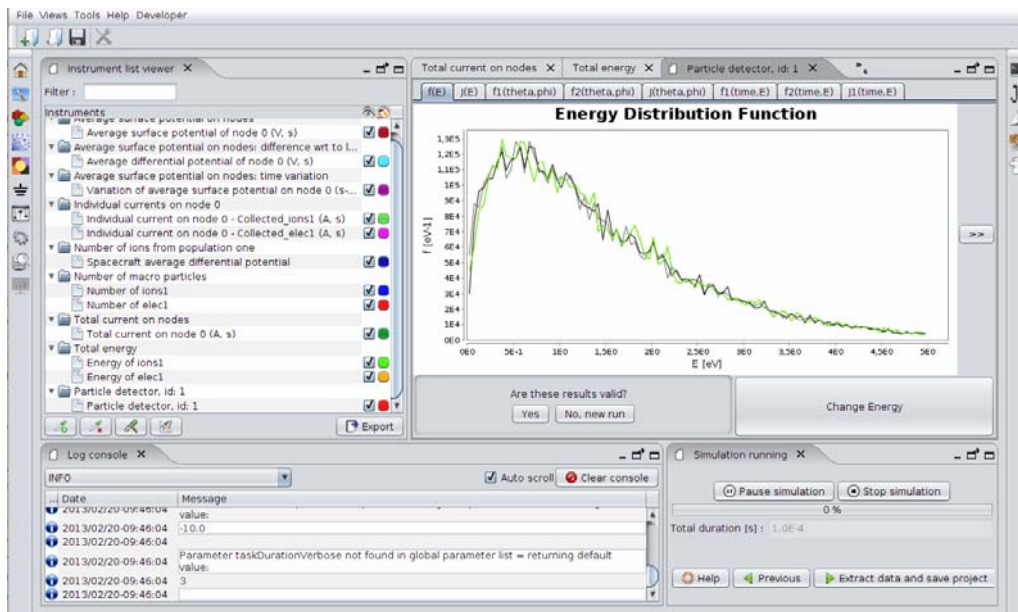 File Views Tools Help Developer
Instrument list viewer
Filter :
Instruments
Average surface potential on nodes
Average surface potential of node 0 (V, s)
Average surface potential on nodes: difference wrt to l...
Average differential potential of node 0 (V, s)
Average surface potential on nodes: time variation
Variation of average surface potential on node 0 (s-...
Individual currents on node 0
Individual current on node 0 - Collected_ions1 (A, s)
Individual current on node 0 - Collected_elec1 (A, s)
Number of ions from population one
Spacecraft average differential potential
Number of macro particles
Number of ions1
Number of elec1
Total current on nodes
Total current on node 0 (A, s)
Total energy
Energy of ions1
Energy of elec1
Particle detector, id: 1
Particle detector, id: 1
Export
Total current on nodes Total energy Particle detector, id: 1
f(E) J(E) f1(theta,phi) f2(theta,phi) J(theta,phi) f1(time,E) f2(time,E) J1(time,E)
Energy Distribution Function
1,3E5
1,2E5
1,1E5
1E5
9E4
8E4
7E4
6E4
5E4
4E4
3E4
2E4
1E4
0E0
f [eV-1]
0E0 5E-1 1E0 1,5E0 2E0 2,5E0 3E0 3,5E0 4E0 4,5E0 5E0
E [eV]
>>
Are these results valid?
Yes No, new run
Change Energy
Log console
INFO
Auto scroll Clear console
... Date Message
2013/02/20-09:46:04 value:
2013/02/20-09:46:04 -10.0
2013/02/20-09:46:04
2013/02/20-09:46:04 Parameter taskDurationVerbose not found in global parameter list = returning default value:
2013/02/20-09:46:04 3
2013/02/20-09:46:04
Simulation running
Pause simulation Stop simulation
0 %
Total duration [s] : 1.0E-4
Help Previous Extract data and save project